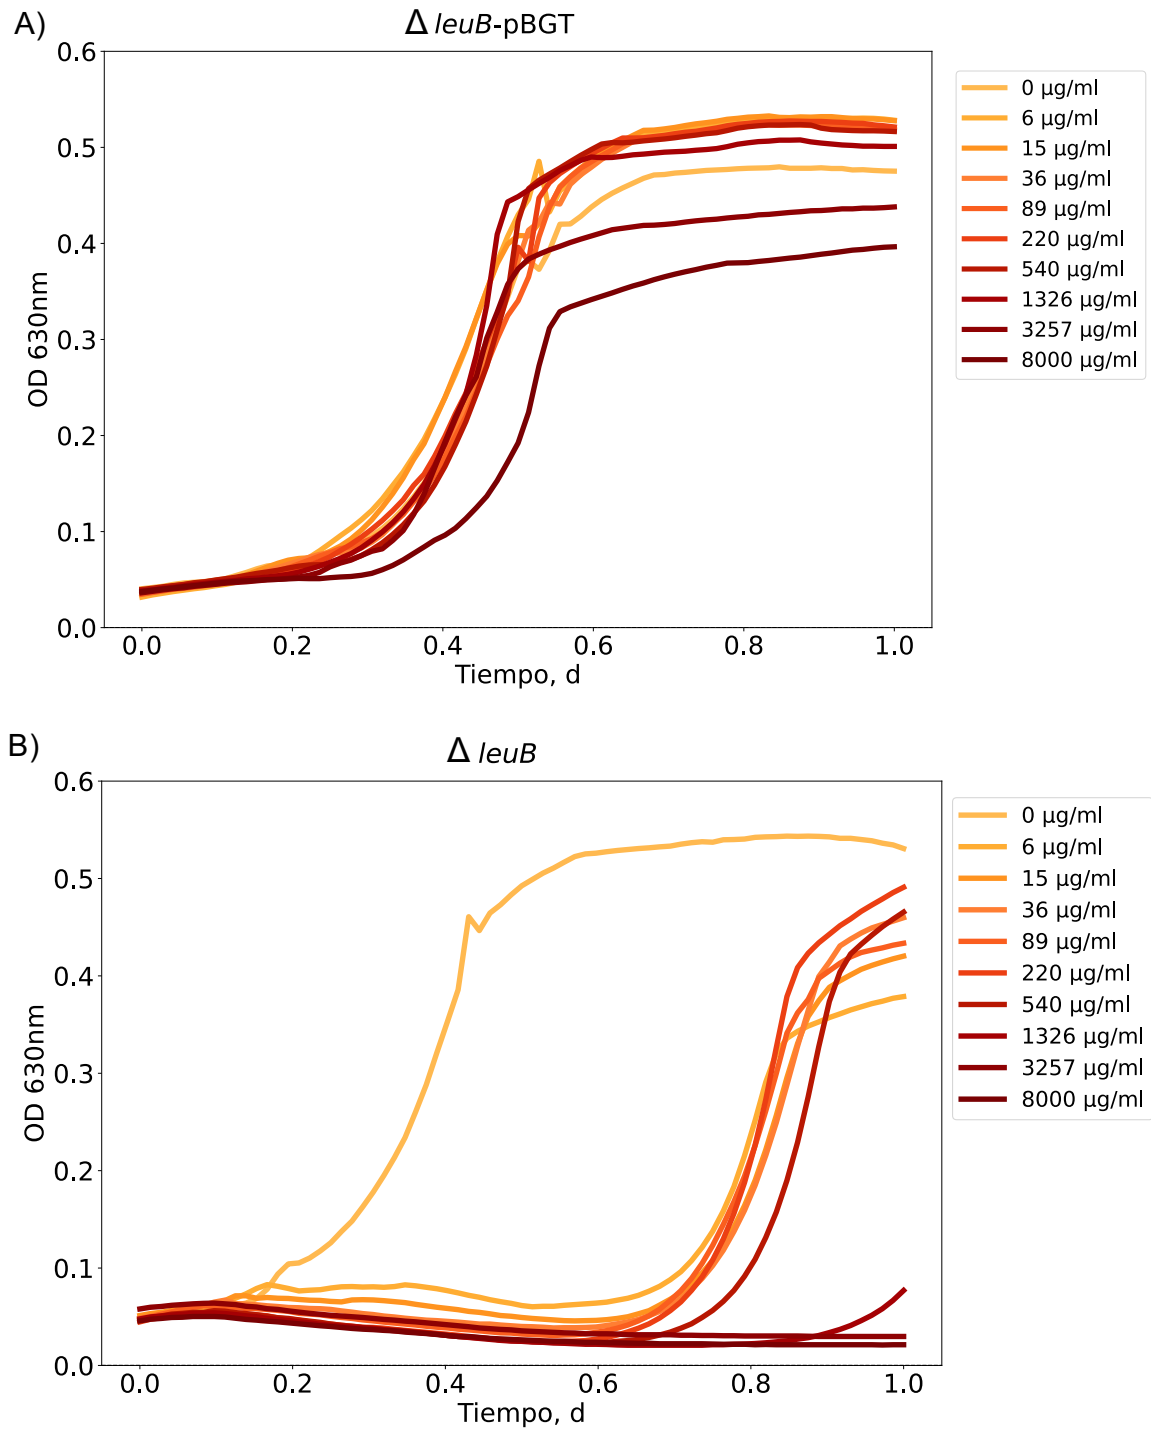 A)
Δ leuB-pBGT
0.6
0.5
0.4
0.3
0.2
0.1
0.0
OD 630nm
0.0 0.2 0.4 0.6 0.8 1.0
Tiempo, d
0 µg/ml
6 µg/ml
15 µg/ml
36 µg/ml
89 µg/ml
220 µg/ml
540 µg/ml
1326 µg/ml
3257 µg/ml
8000 µg/ml
B)
Δ leuB
0.6
0.5
0.4
0.3
0.2
0.1
0.0
OD 630nm
0.0 0.2 0.4 0.6 0.8 1.0
Tiempo, d
0 µg/ml
6 µg/ml
15 µg/ml
36 µg/ml
89 µg/ml
220 µg/ml
540 µg/ml
1326 µg/ml
3257 µg/ml
8000 µg/ml